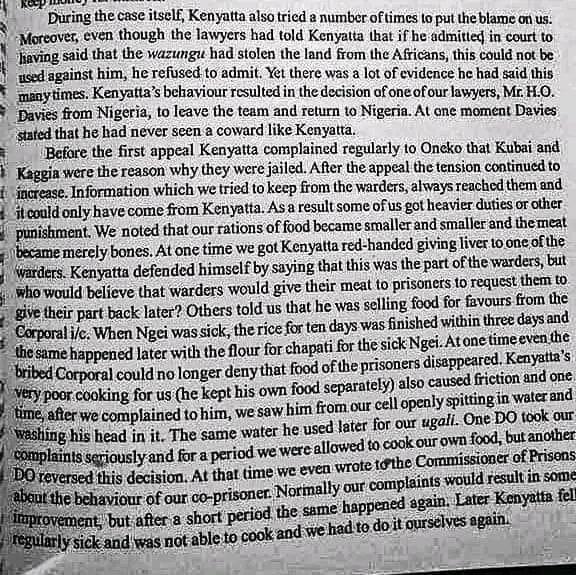 During the case itself, Kenyatta also tried a number of times to put the blame on us.
Moreover, even though the lawyers had told Kenyatta that if he admitted in court to
having said that the wazungu had stolen the land from the Africans, this could not be
used against him, he refused to admit. Yet there was a lot of evidence he had said this
many times. Kenyatta's behaviour resulted in the decision of one of our lawyers, Mr. H.O.
Davies from Nigeria, to leave the team and return to Nigeria. At one moment Davies
stated that he had never seen a coward like Kenyatta.
Before the first appeal Kenyatta complained regularly to Oneko that Kubai and
Kaggia were the reason why they were jailed. After the appeal the tension continued to
increase. Information which we tried to keep from the warders, always reached them and
it could only have come from Kenyatta. As a result some of us got heavier duties or other
punishment. We noted that our rations of food became smaller and smaller and the meat
became merely bones. At one time we got Kenyatta red-handed giving liver to one of the
warders. Kenyatta defended himself by saying that this was the part of the warders, but
who would believe that warders would give their meat to prisoners to request them to
give their part back later? Others told us that he was selling food for favours from the
Corporal i/c. When Ngei was sick, the rice for ten days was finished within three days and
the same happened later with the flour for chapati for the sick Ngei. At one time even the
bribed Corporal could no longer deny that food of the prisoners disappeared. Kenyatta's
very poor cooking for us (he kept his own food separately) also caused friction and one
time, after we complained to him, we saw him from our cell openly spitting in water and
washing his head in it. The same water he used later for our ugali. One DO took our
complaints seriously and for a period we were allowed to cook our own food, but another
DO reversed this decision. At that time we even wrote to the Commissioner of Prisons
about the behaviour of our co-prisoner. Normally our complaints would result in some
improvement, but after a short period the same happened again. Later Kenyatta fell
regularly sick and was not able to cook and we had to do it ourselves again.